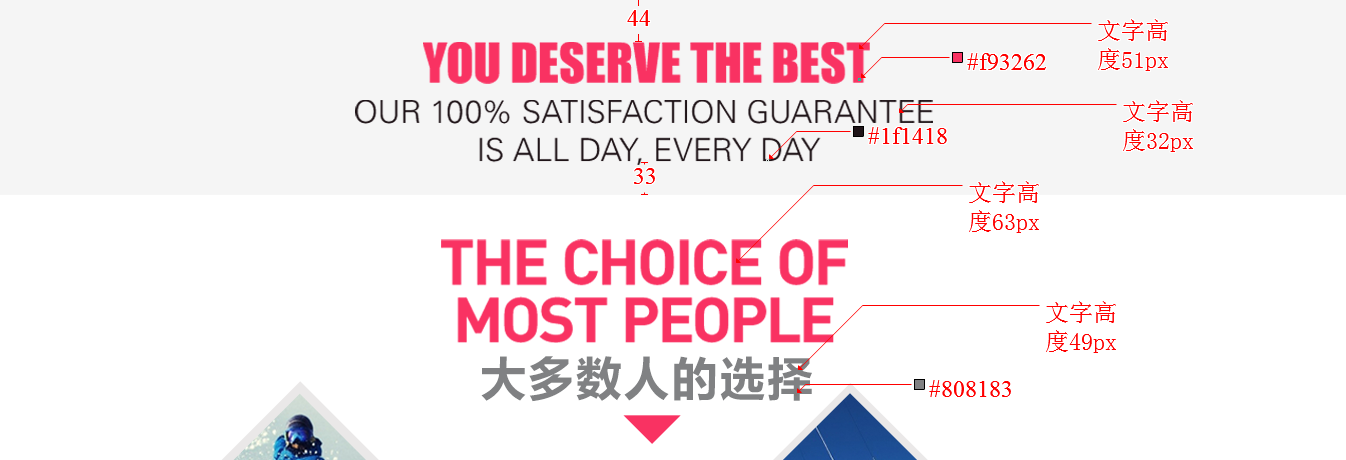 44
YOU DESERVE THE BEST
文字高
度51px
#f93262
OUR 100% SATISFACTION GUARANTEE
文字高
度32px
#1f1418
IS ALL DAY, EVERY DAY
33
文字高
度63px
THE CHOICE OF
MOST PEOPLE
文字高
度49px
大多数人的选择
#808183